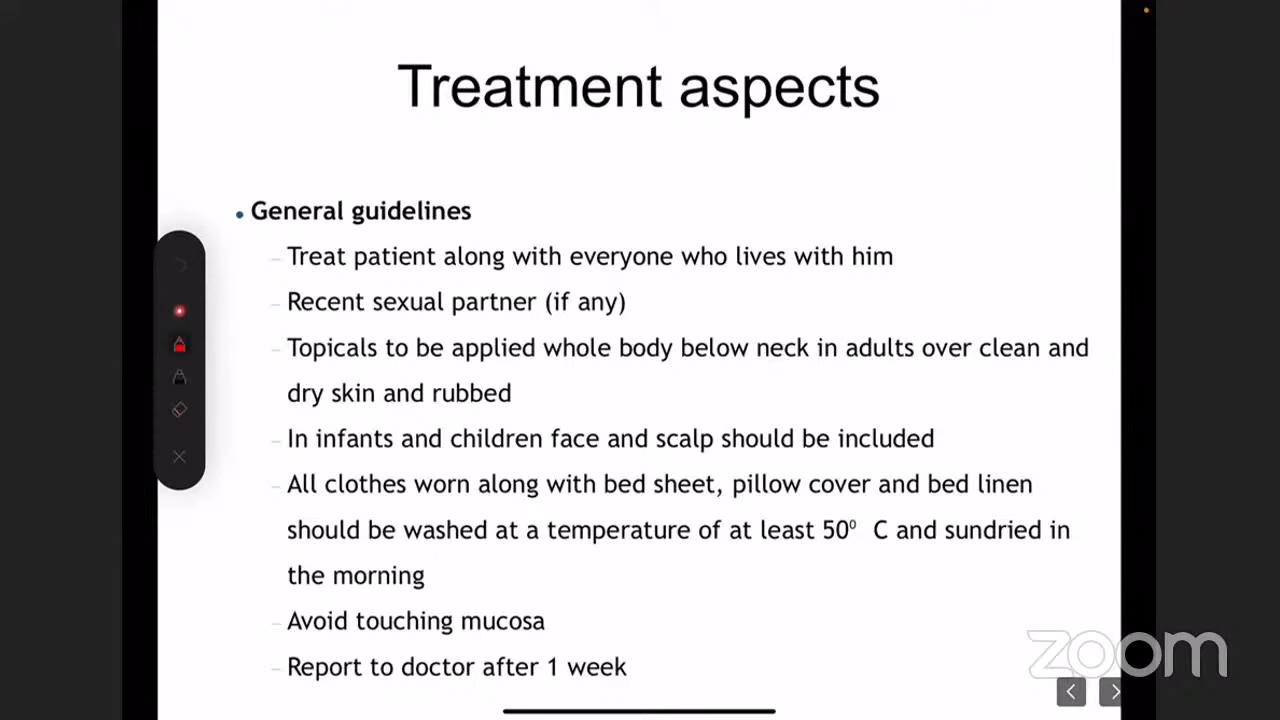 Treatment aspects
• General guidelines
– Treat patient along with everyone who lives with him
– Recent sexual partner (if any)
– Topicals to be applied whole body below neck in adults over clean and
dry skin and rubbed
– In infants and children face and scalp should be included
– All clothes worn along with bed sheet, pillow cover and bed linen
should be washed at a temperature of at least 50⁰ C and sundried in
the morning
– Avoid touching mucosa
– Report to doctor after 1 week
zoom